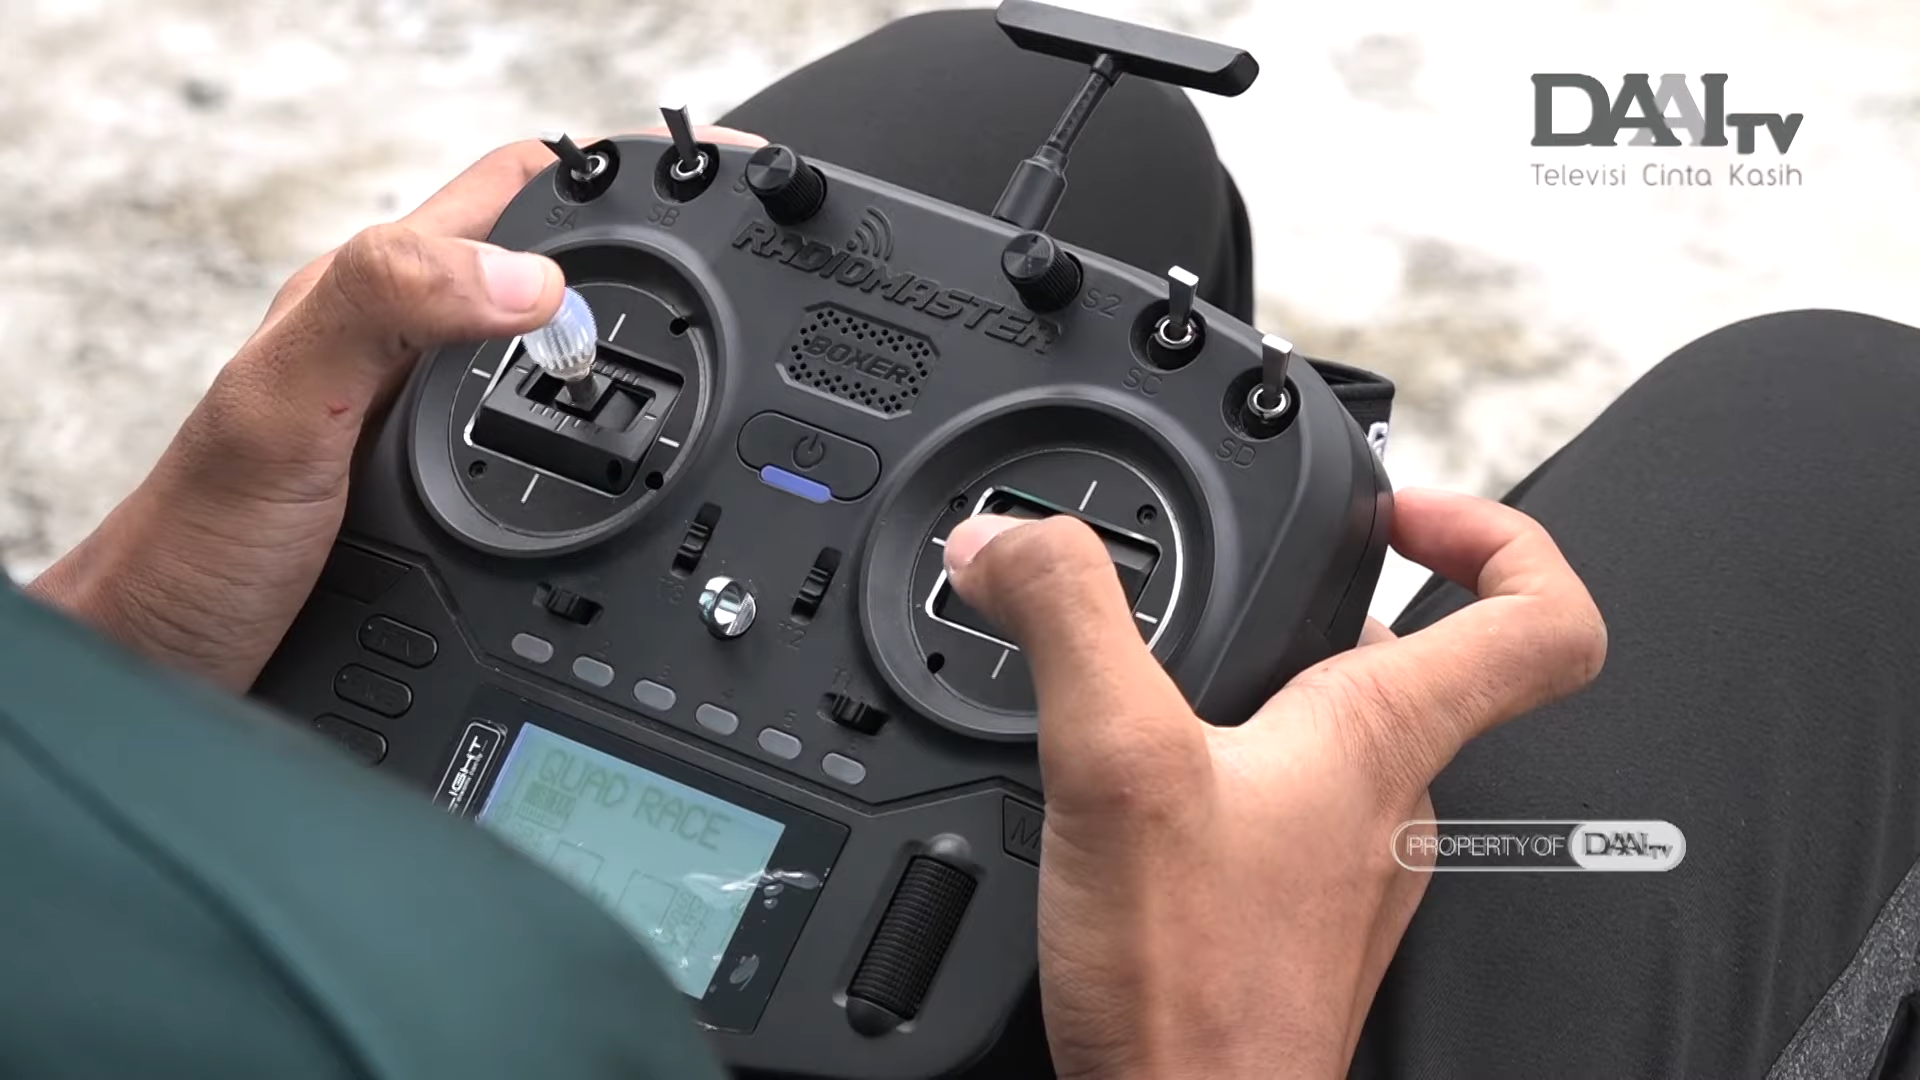 DAAI TV
Televisi Cinta Kasih
SA
SB
RADIOMASTER
S2
BOXER
SC
SD
QUAD RACE
PROPERTY OF DAAI TV